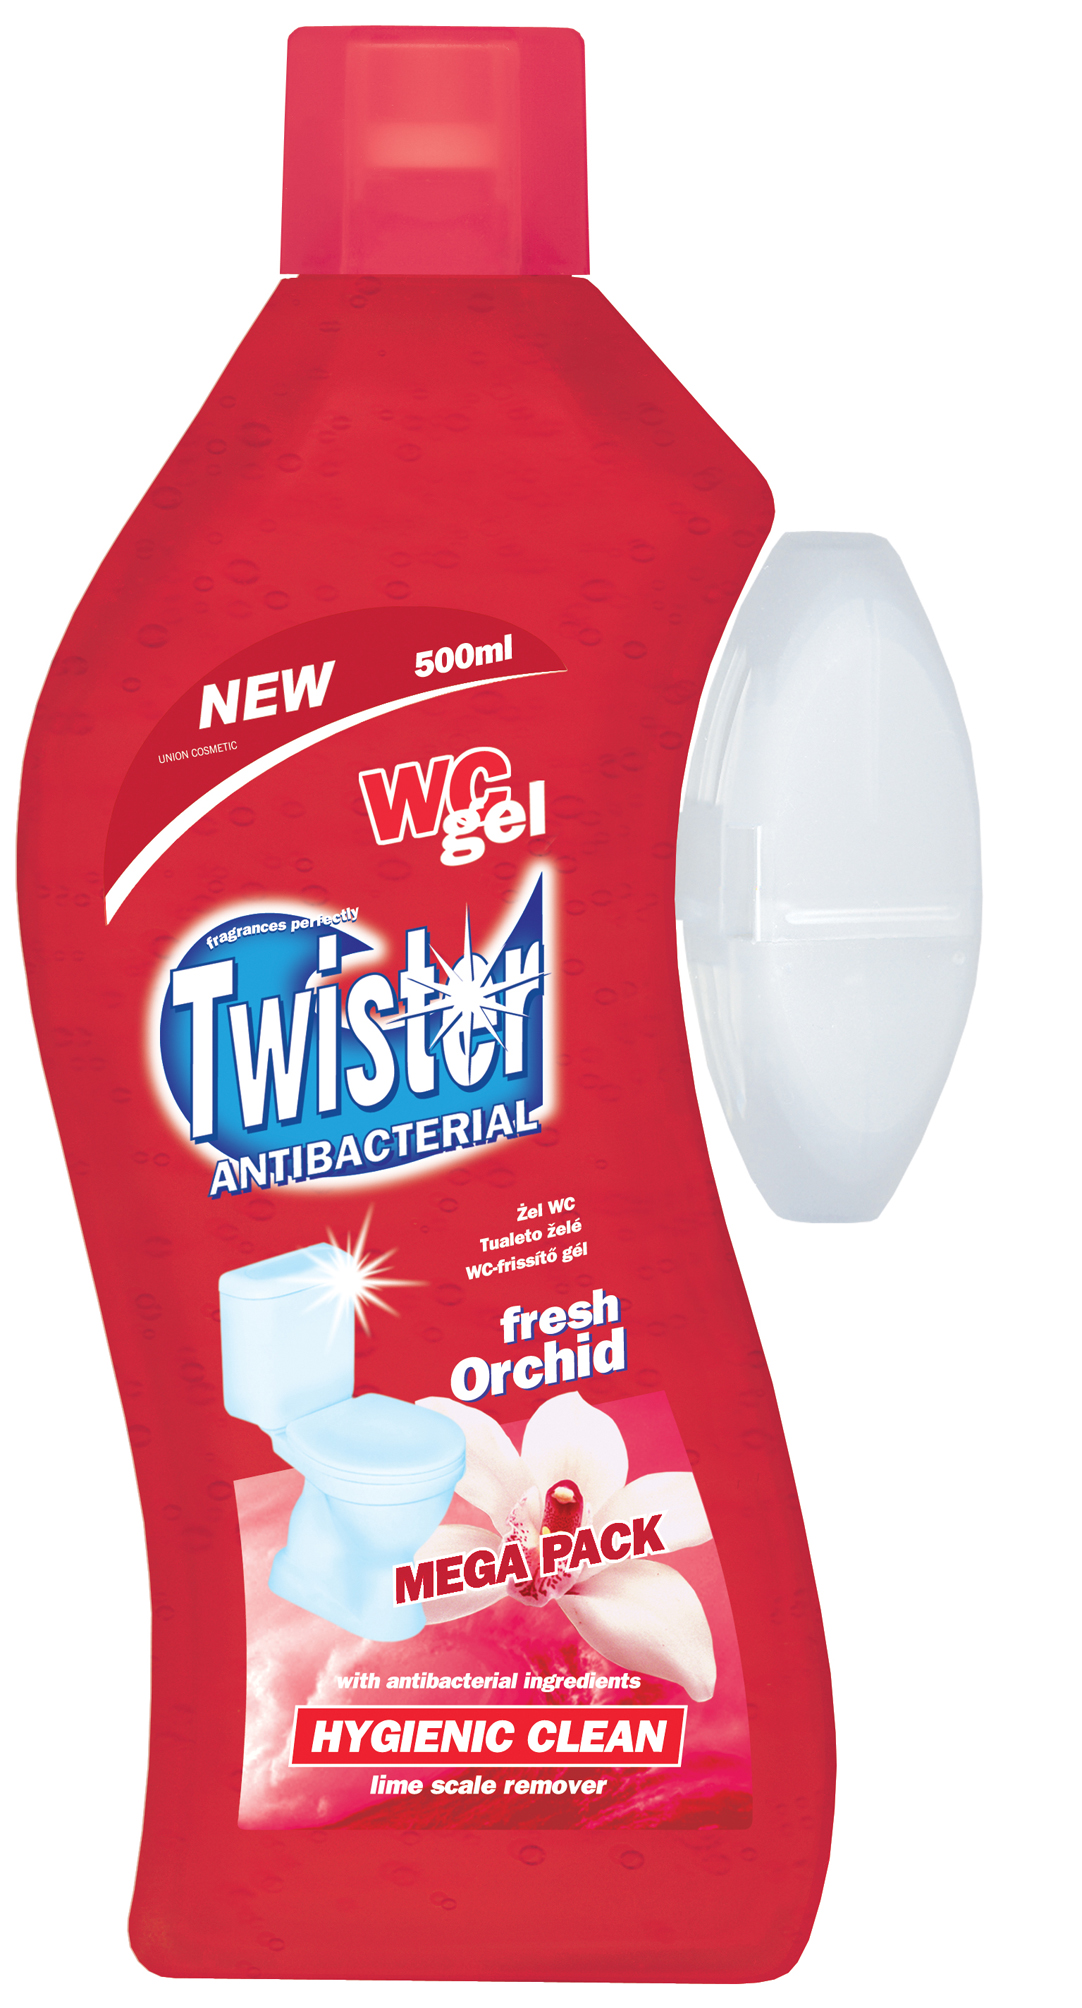 NEW
500ml
UNION COSMETIC
WC
gel
fragrances perfectly
Twister
ANTIBACTERIAL
Żel WC
Tualeto želé
WC-frissítő gél
fresh
Orchid
MEGA PACK
with antibacterial ingredients
HYGIENIC CLEAN
lime scale remover